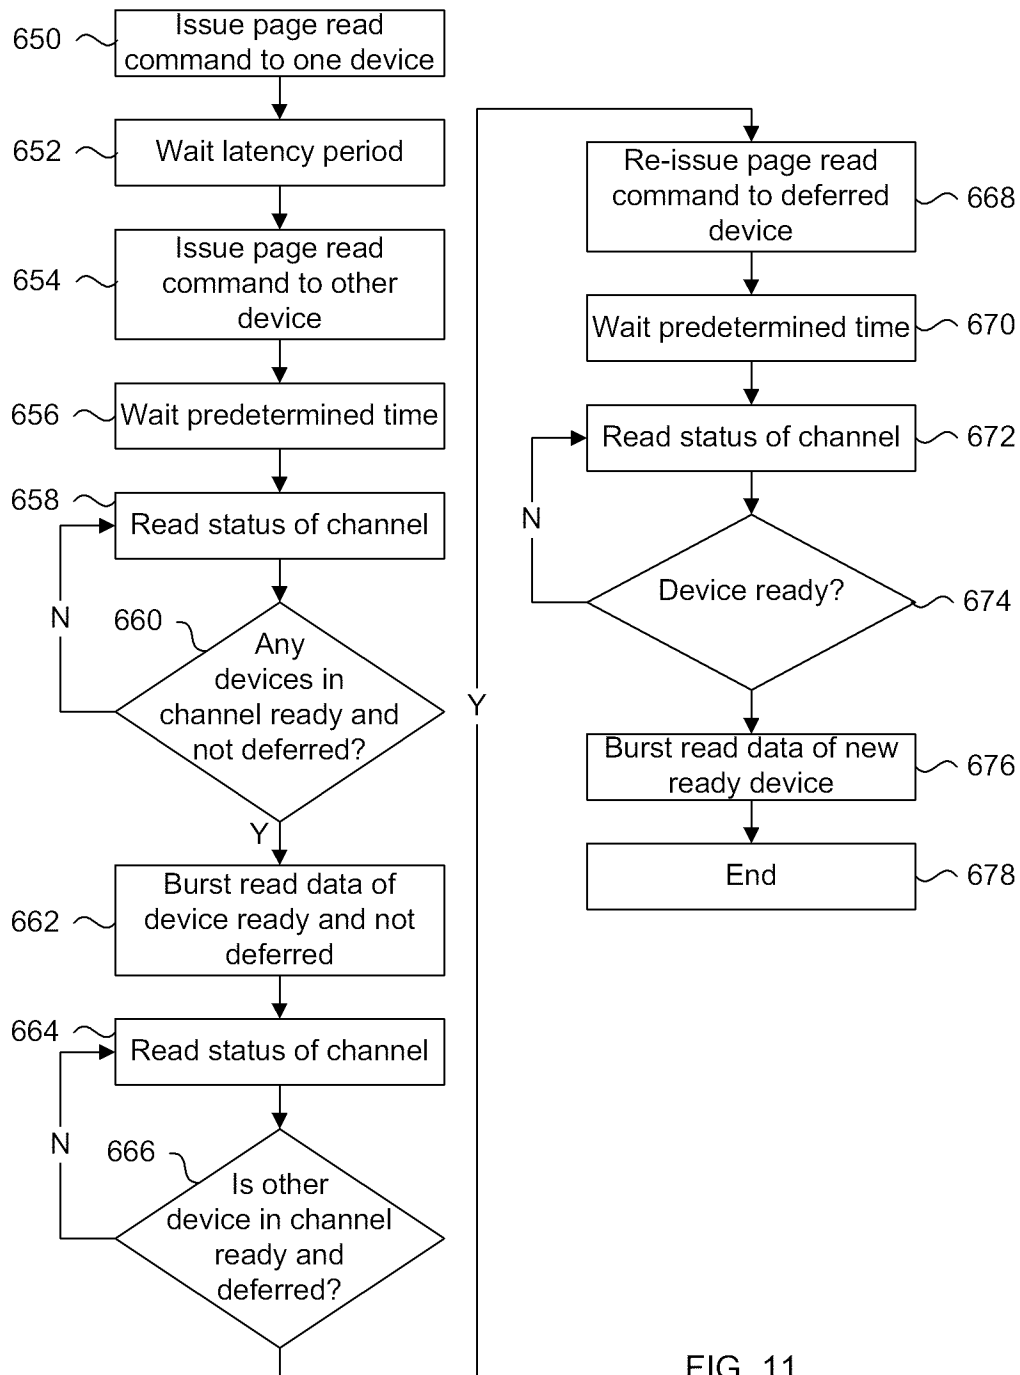 650
Issue page read
command to one device
652
Wait latency period
654
Issue page read
command to other
device
656
Wait predetermined time
658
Read status of channel
N
660
Any
devices in
channel ready and
not deferred?
Y
662
Burst read data of
device ready and not
deferred
664
Read status of channel
N
666
Is other
device in channel
ready and
deferred?
Y
Re-issue page read
command to deferred
device
668
Wait predetermined time
670
Read status of channel
672
N
Device ready?
674
Burst read data of new
ready device
676
End
678
FIG. 11